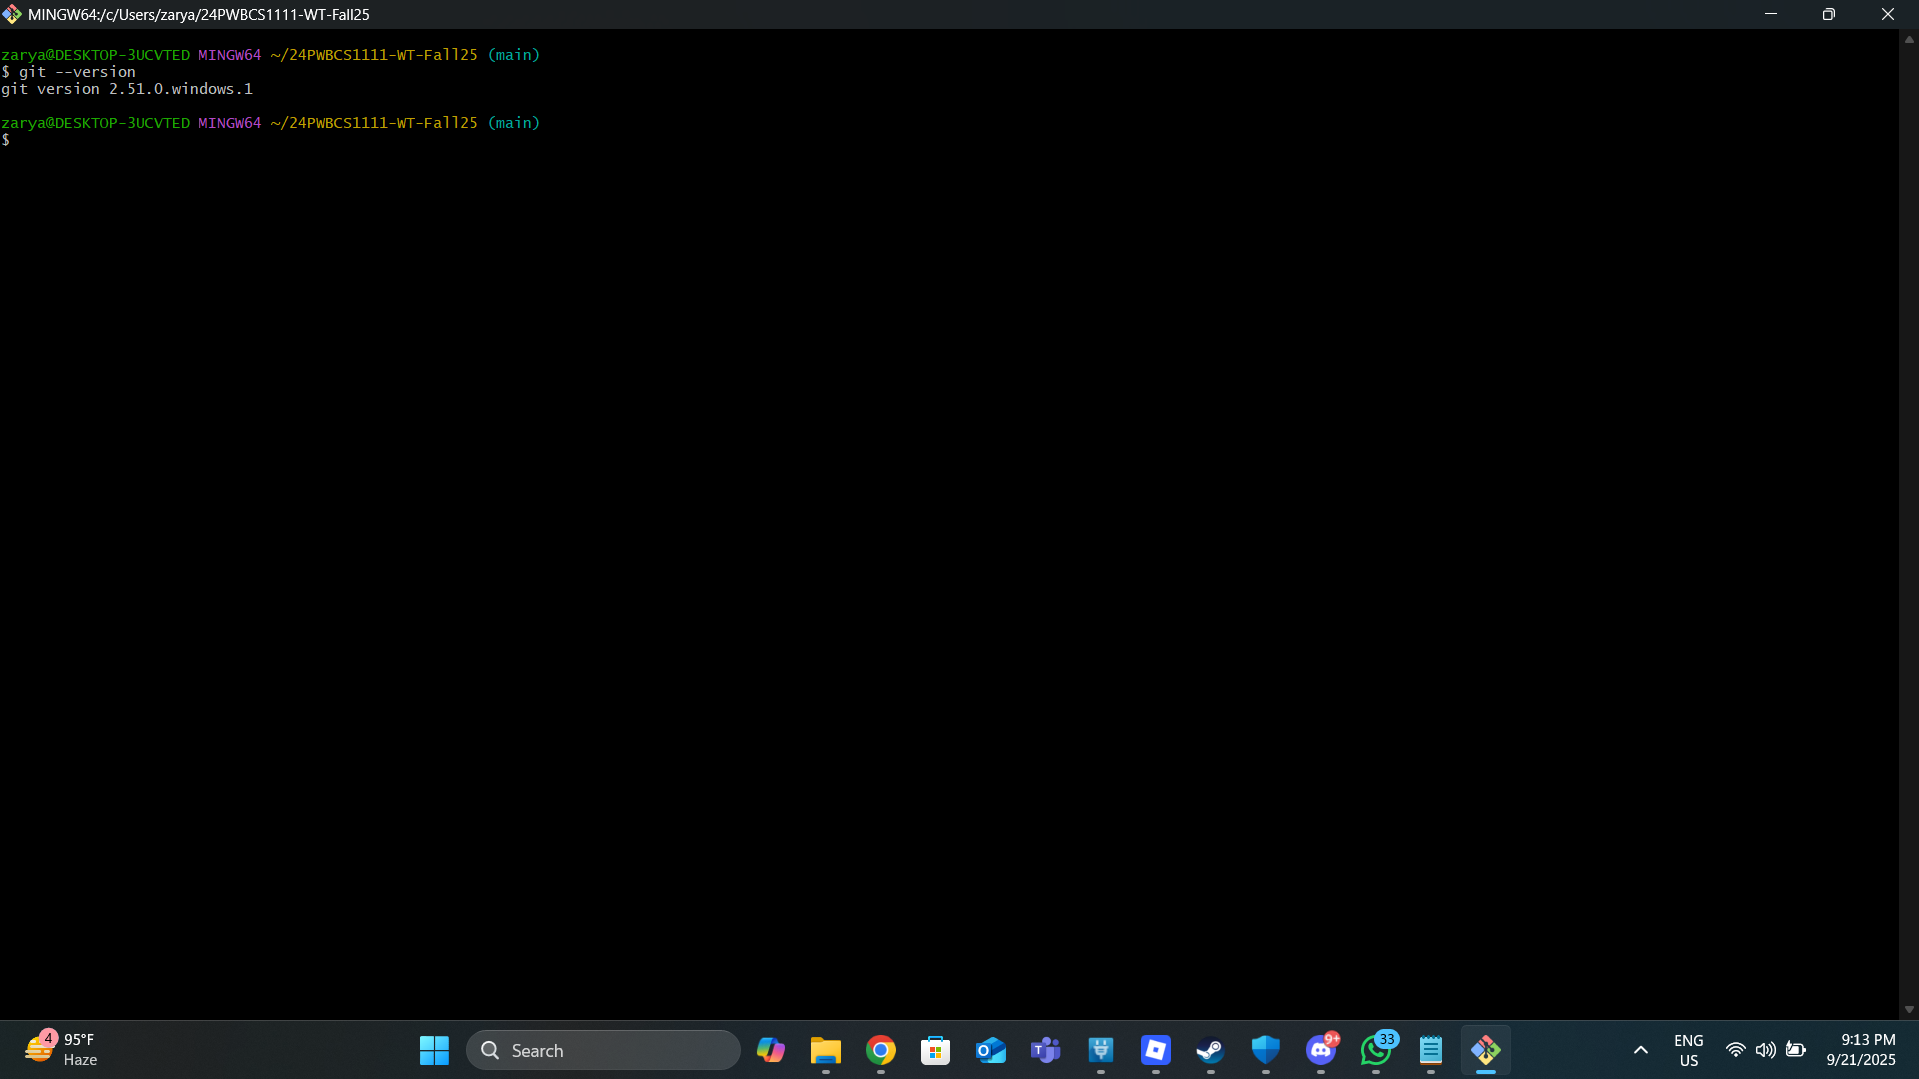 MINGW64:/c/Users/zarya/24PWBCS1111-WT-Fall25
zarya@DESKTOP-3UCVTED MINGW64 ~/24PWBCS1111-WT-Fall25 (main)
$ git --version
git version 2.51.0.windows.1
zarya@DESKTOP-3UCVTED MINGW64 ~/24PWBCS1111-WT-Fall25 (main)
$
4
95°F
Haze
Search
9+
33
ENG
US
9:13 PM
9/21/2025